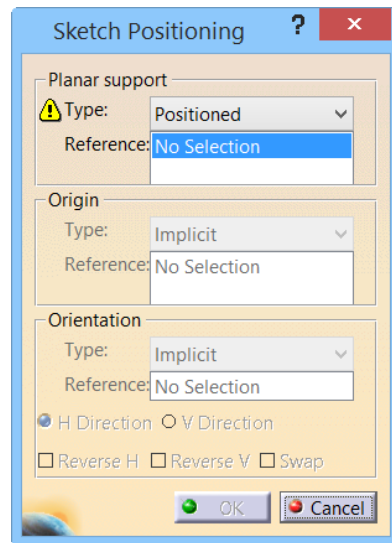 Sketch Positioning ? ×
Planar support
Type: Positioned
Reference: No Selection
Origin
Type: Implicit
Reference: No Selection
Orientation
Type: Implicit
Reference: No Selection
H Direction V Direction
Reverse H Reverse V Swap
OK Cancel